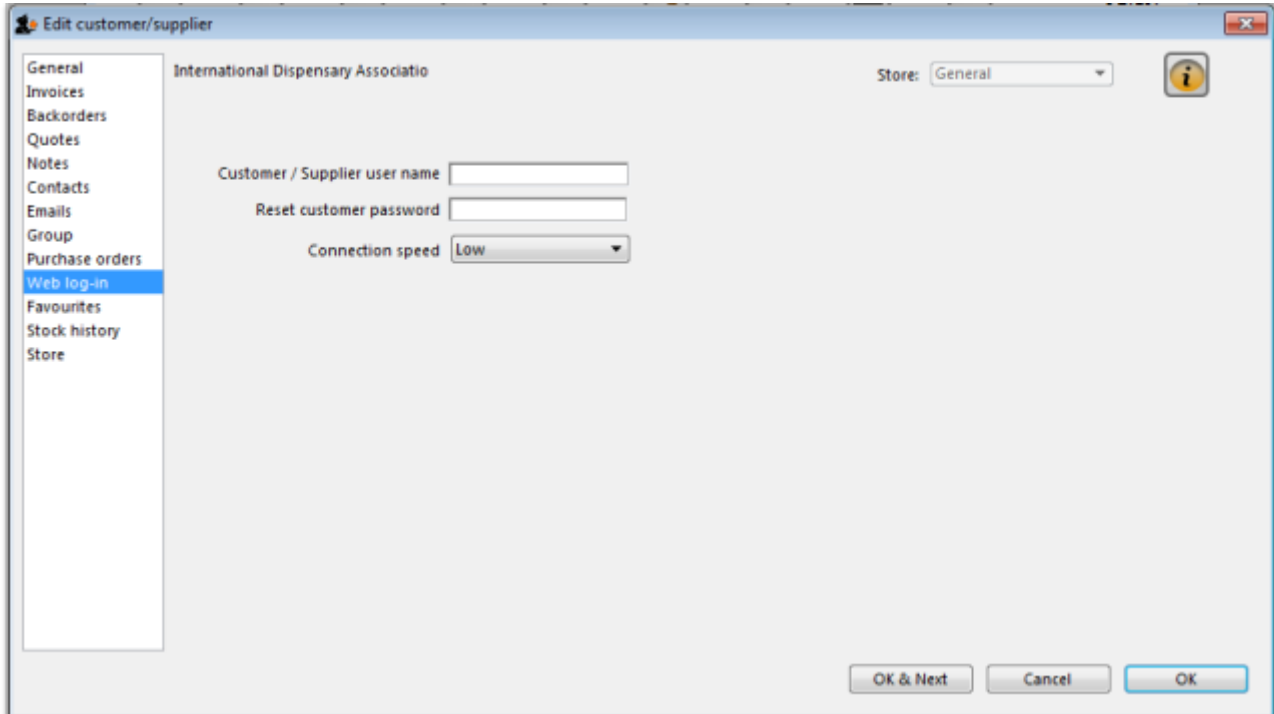 Edit customer/supplier
General
Invoices
Backorders
Quotes
Notes
Contacts
Emails
Group
Purchase orders
Web log-in
Favourites
Stock history
Store
International Dispensary Associatio
Store: General
i
Customer / Supplier user name
Reset customer password
Connection speed Low
OK & Next Cancel OK